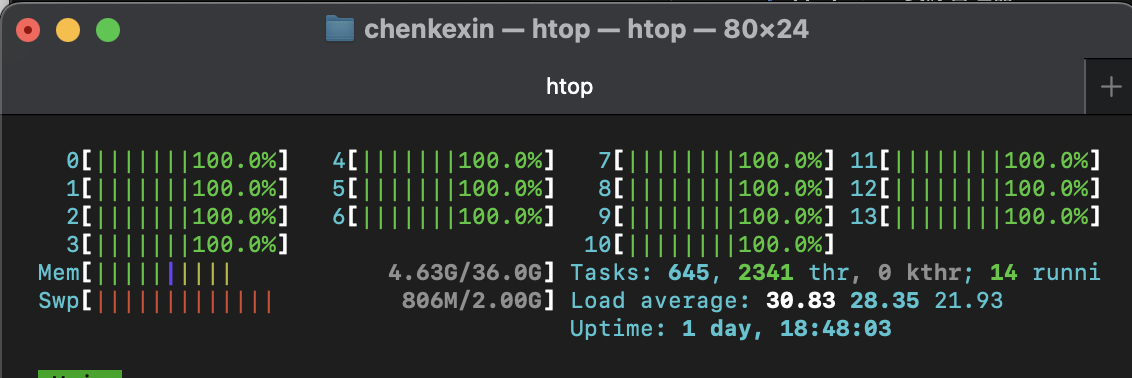 chenkexin — htop — htop — 80×24
htop
0[|||||||100.0%] 4[|||||||100.0%] 7[||||||||100.0%] 11[||||||||100.0%]
1[|||||||100.0%] 5[|||||||100.0%] 8[||||||||100.0%] 12[||||||||100.0%]
2[|||||||100.0%] 6[|||||||100.0%] 9[||||||||100.0%] 13[||||||||100.0%]
3[|||||||100.0%] 10[||||||||100.0%]
Mem[|||||||||| 4.63G/36.0G] Tasks: 645, 2341 thr, 0 kthr; 14 runni
Swp[||||||||||||| 806M/2.00G] Load average: 30.83 28.35 21.93
Uptime: 1 day, 18:48:03